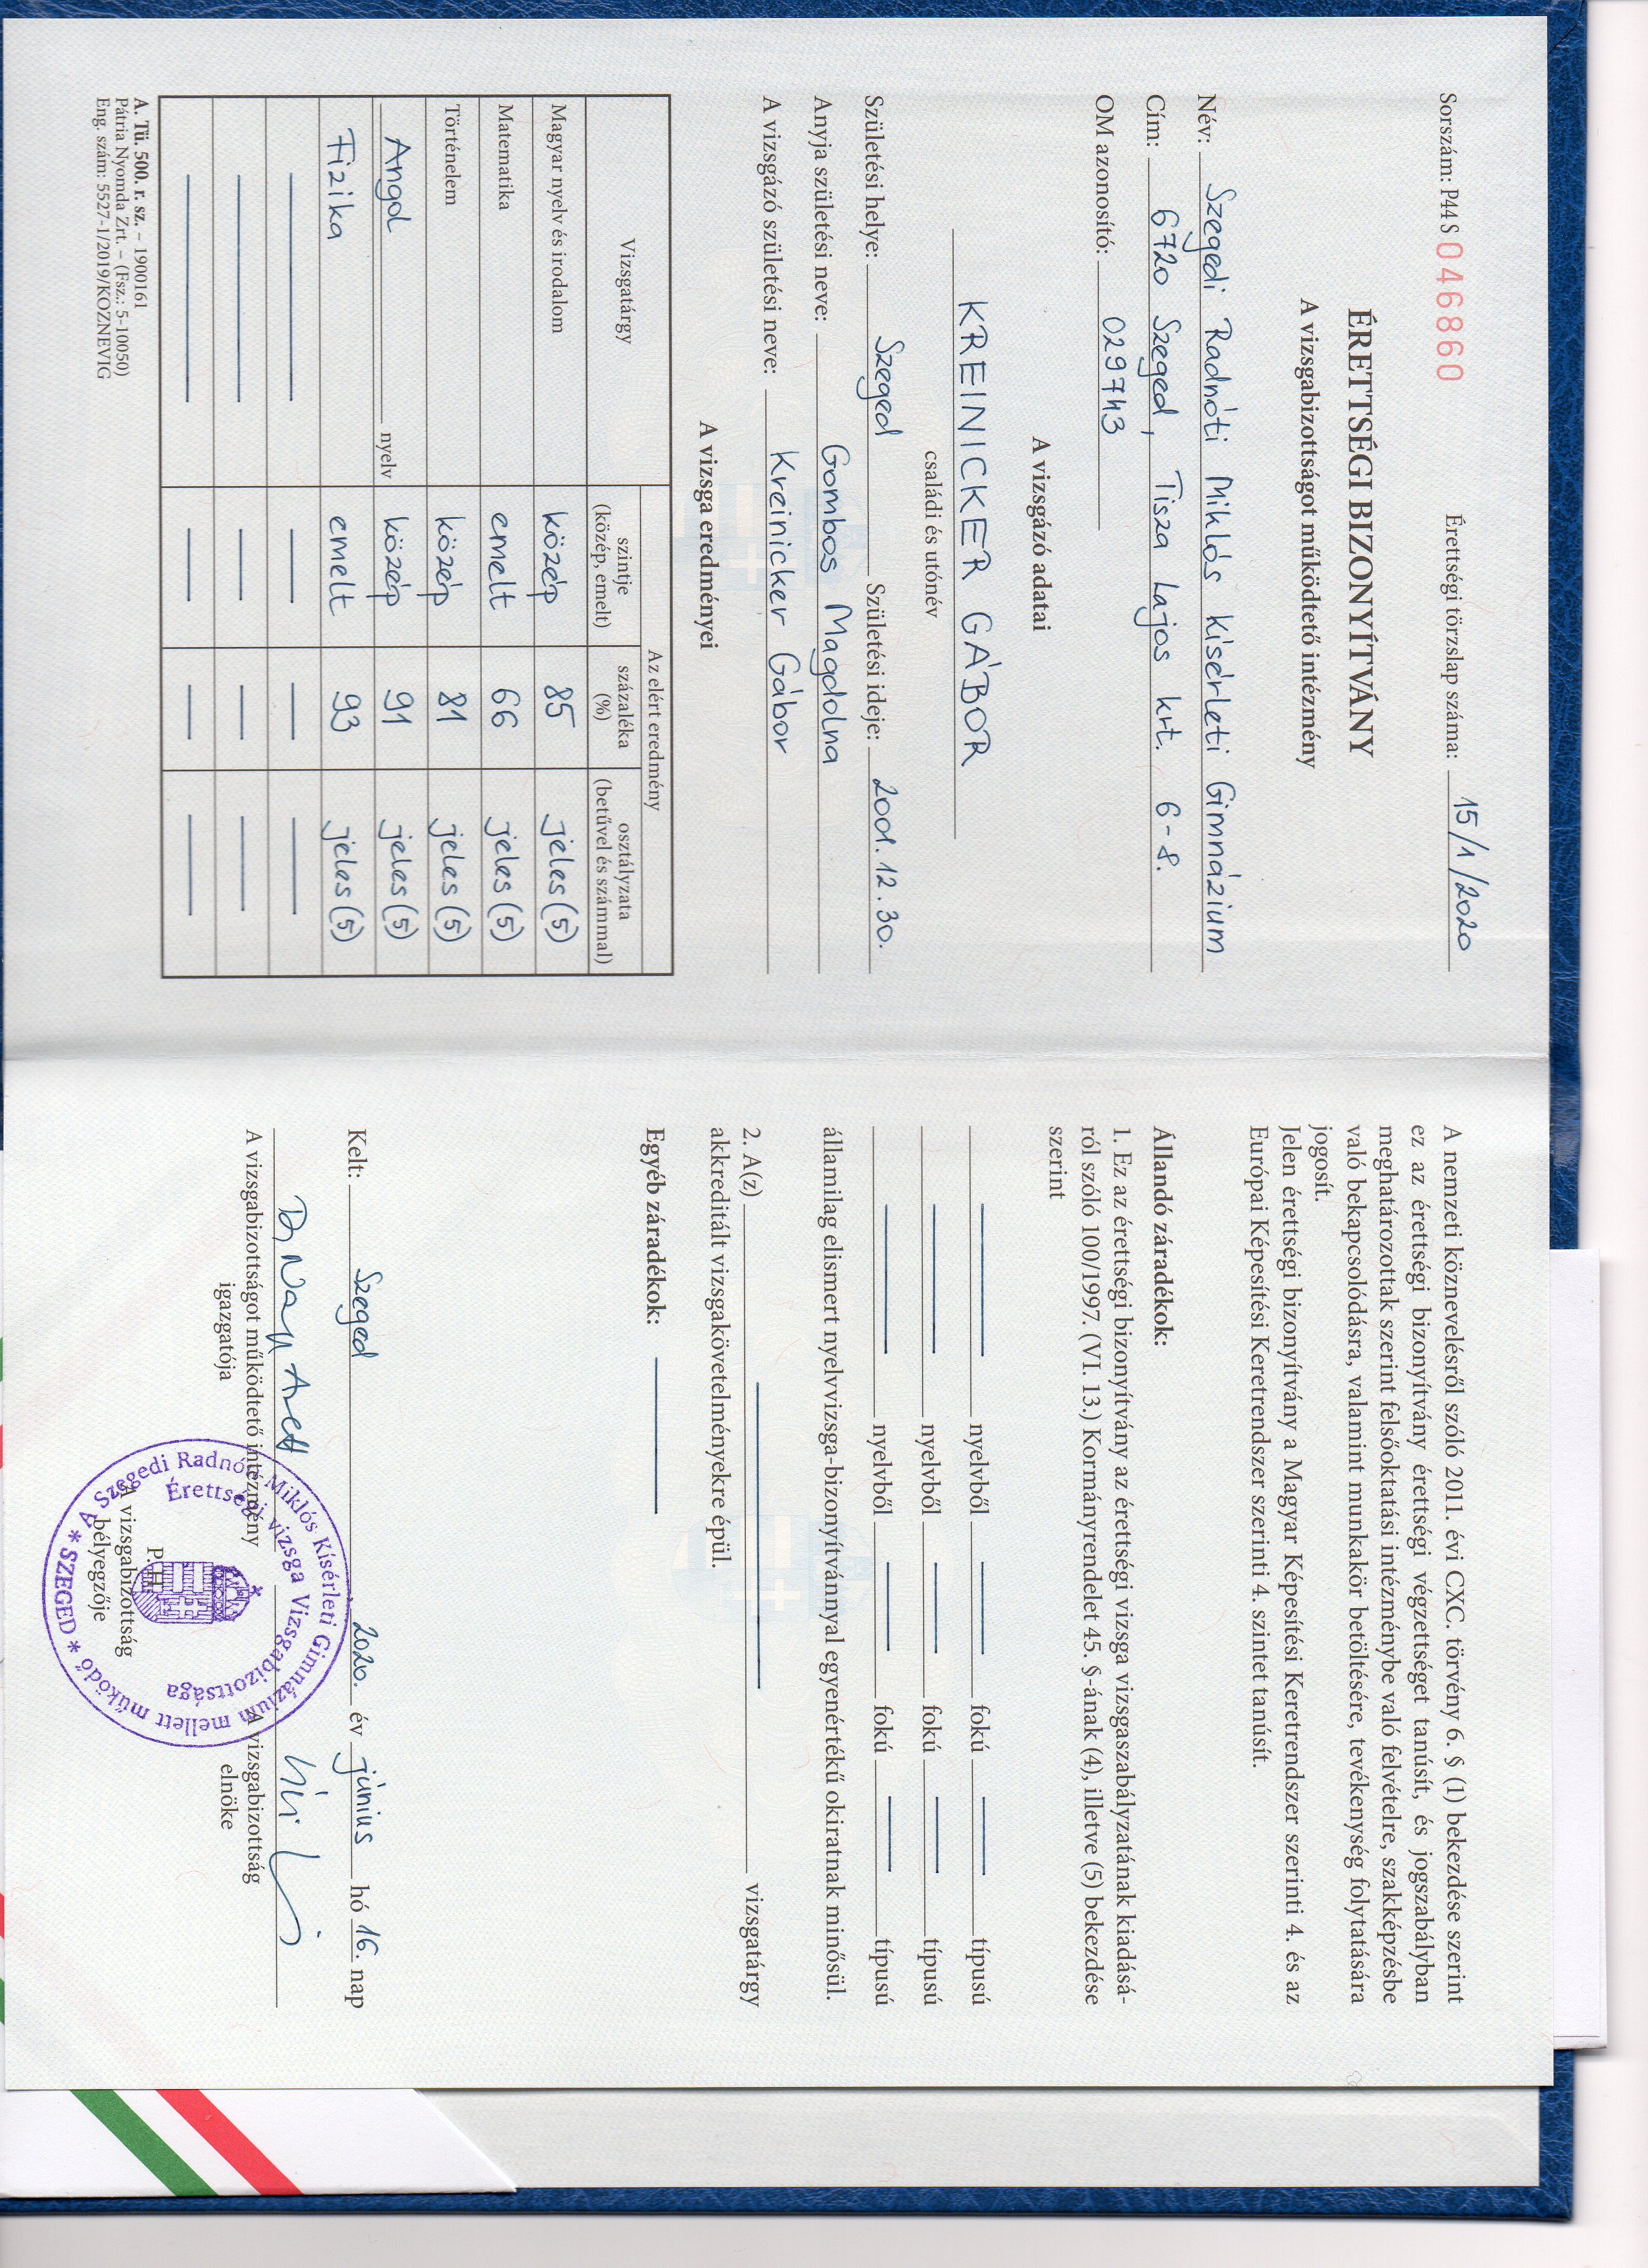 Sorszám: P44 S 046860 Érettségi törzslap száma: 15/1/2020
ÉRETTSÉGI BIZONYÍTVÁNY
A vizsgabizottságot működtető intézmény
Név: Szegedi Radnóti Miklós Kísérleti Gimnázium
Cím: 6720 Szeged, Tisza Lajos krt. 6-8.
OM azonosító: 029743
A vizsgázó adatai
KREINICKER GÁBOR
családi és utónév
Születési helye: Szeged Születési ideje: 2001. 12. 30.
Anyja születési neve: Gombos Magdolna
A vizsgázó születési neve: Kreinicker Gábor
A vizsga eredményei
Vizsgatárgy Az elért eredmény
szintje (közép, emelt) százaléka (%) osztályzata (betűvel és számmal)
Magyar nyelv és irodalom közép 85 jeles (5)
Matematika emelt 66 jeles (5)
Történelem közép 81 jeles (5)
Angol nyelv közép 91 jeles (5)
Fizika emelt 93 jeles (5)
A. Tü. 500. r. sz. – 1900161
Pátria Nyomda Zrt. – (Fsz.: 5-10050)
Eng. szám: 5527-1/2019/KOZNEVIG
A nemzeti köznevelésről szóló 2011. évi CXC. törvény 6. § (1) bekezdése szerint
ez az érettségi bizonyítvány érettségi végzettséget tanúsít, és jogszabályban
meghatározottak szerint felsőoktatási intézménybe való felvételre, szakképzésbe
való bekapcsolódásra, valamint munkakör betöltésére, tevékenység folytatására
jogosít.
Jelen érettségi bizonyítvány a Magyar Képesítési Keretrendszer szerinti 4. és az
Európai Képesítési Keretrendszer szerinti 4. szintet tanúsít.
Állandó záradékok:
1. Ez az érettségi bizonyítvány az érettségi vizsga vizsgaszabályzatának kiadásá-
ról szóló 100/1997. (VI. 13.) Kormányrendelet 45. §-ának (4), illetve (5) bekezdése
szerint
nyelvből fokú típusú
nyelvből fokú típusú
nyelvből fokú típusú
államilag elismert nyelvvizsga-bizonyítvánnyal egyenértékű okiratnak minősül.
2. A(z) vizsgatárgy
akkreditált vizsgakövetelményekre épül.
Egyéb záradékok:
Kelt: Szeged, 2020. év június hó 16. nap
A vizsgabizottságot működtető intézmény
igazgatója
A vizsgabizottság
elnöke
P.H.
A vizsgabizottság
bélyegzője
A Szegedi Radnóti Miklós Kísérleti Gimnázium mellett működő
Érettségi vizsga Vizsgabizottsága
* SZEGED *